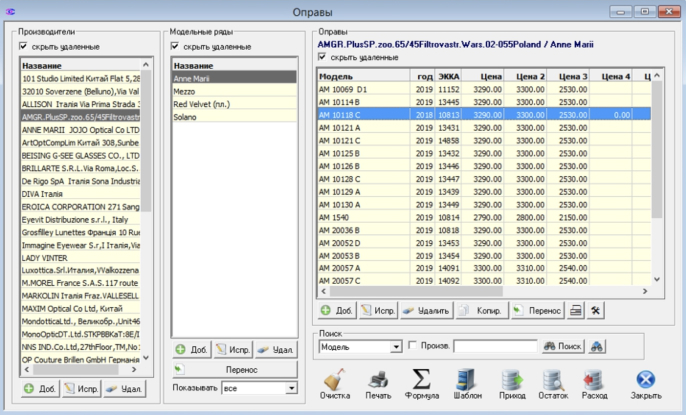 Оправы
Производители
скрыть удаленные
Название
101 Studio Limited Китай Flat 5,28
32010 Soverzene (Belluno),Via Val
ALLISON Італія Via Prima Strada
AMGR.PlusSP.zoo.65/45Filtrovastr
ANNE MARII JOJO Optical Co LTD
ArtOptCompLim Китай 308,Sunbe
BEISING G-SEE GLASSES CO., LTD
BRILLARTE S.R.L.Via Roma,Loc.S.
De Rigo SpA Італія Sona Industria
DIVA Італія
EROICA CORPORATION 271 Sang
Eyevit Distribuzione s.r.l., Italy
Grosfilley Lunettes Франція 10 Rue
Immagine Eyewear S.r,I Італія,Via
LADY VINTER
Luxottica.Srl.Италия,Walkozzena
M.MOREL France S.A.S.117 route
MARKOLIN Італія Fraz.VALLESELL
MAXIM Optical Co Ltd, Китай
MondotticaLtd., Великобр.,Unit46
MonoOpticDT.Ltd.STKPBBKaT:8E/I
NNS IND.Co.Ltd,27thFloor,TM,No:
OP Couture Brillen GmbH Германия
Доб.
Испр.
Удал.
Модельные ряды
скрыть удаленные
Название
Anne Marii
Mezzo
Red Velvet (пл.)
Solano
Доб.
Испр.
Удал.
Перенос
Показывать все
Оправы
AMGR.PlusSP.zoo.65/45Filtrovastr.Wars.02-055Poland / Anne Marii
скрыть удаленные
Модель год ЭККА Цена Цена 2 Цена 3 Цена 4 Ц
AM 10069 D1 2019 11152 3290.00 3300.00 2530.00
AM 10114 B 2019 13445 3290.00 3300.00 2530.00
AM 10118 C 2018 10813 3290.00 3300.00 2530.00 0.00
AM 10121 A 2019 13431 3290.00 3300.00 2530.00
AM 10121 C 2019 14858 3290.00 3300.00 2530.00
AM 10125 B 2019 13432 3290.00 3300.00 2530.00
AM 10126 B 2019 13446 3290.00 3300.00 2530.00
AM 10128 C 2019 13447 3290.00 3300.00 2530.00
AM 10129 A 2019 13439 3290.00 3300.00 2530.00
AM 10130 A 2019 13449 3290.00 3300.00 2530.00
AM 1540 2019 10814 2790.00 2800.00 2150.00
AM 20036 B 2019 10818 3290.00 3300.00 2530.00
AM 20052 D 2019 13453 3290.00 3300.00 2530.00
AM 20053 B 2019 13454 3290.00 3300.00 2530.00
AM 20057 A 2019 14091 3300.00 3310.00 2540.00
AM 20057 C 2019 14092 3300.00 3310.00 2540.00
Доб.
Испр.
Удалить
Копир.
Перенос
Поиск
Модель
Произв.
Поиск
Очистка
Печать
Формула
Шаблон
Приход
Остаток
Расход
Закрыть